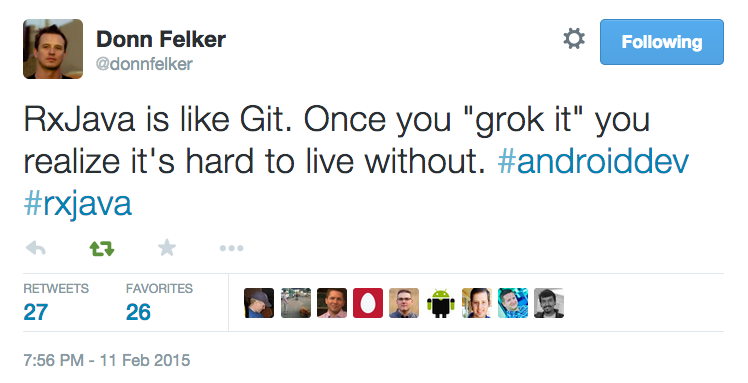 Donn Felker
@donnfelker
Following
RxJava is like Git. Once you "grok it" you
realize it's hard to live without. #androiddev
#rxjava
RETWEETS
27
FAVORITES
26
7:56 PM - 11 Feb 2015